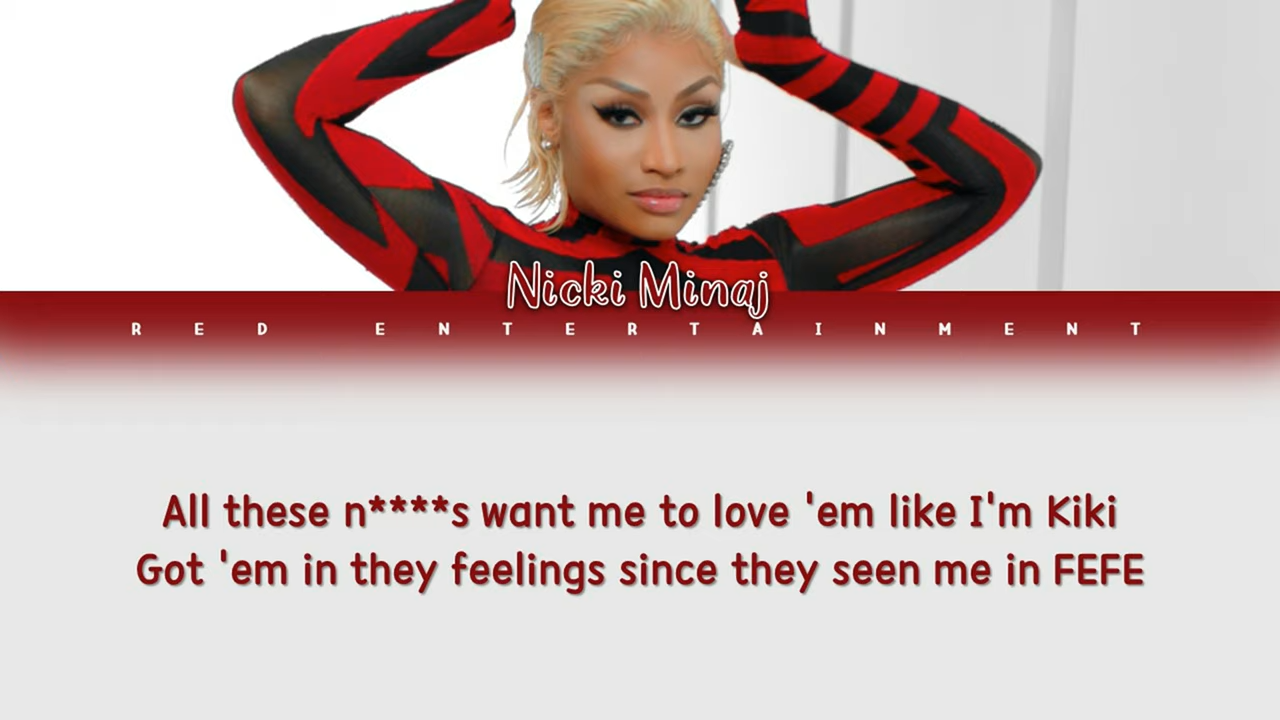 Nicki Minaj
RED ENTERTAINMENT
All these n****s want me to love 'em like I'm Kiki
Got 'em in they feelings since they seen me in FEFE